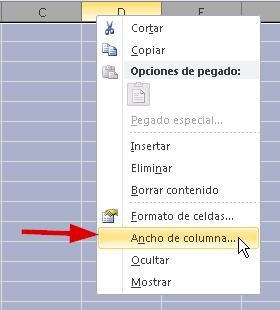 C D E
Cortar
Copiar
Opciones de pegado:
Pegado especial...
Insertar
Eliminar
Borrar contenido
Formato de celdas...
Ancho de columna...
Ocultar
Mostrar